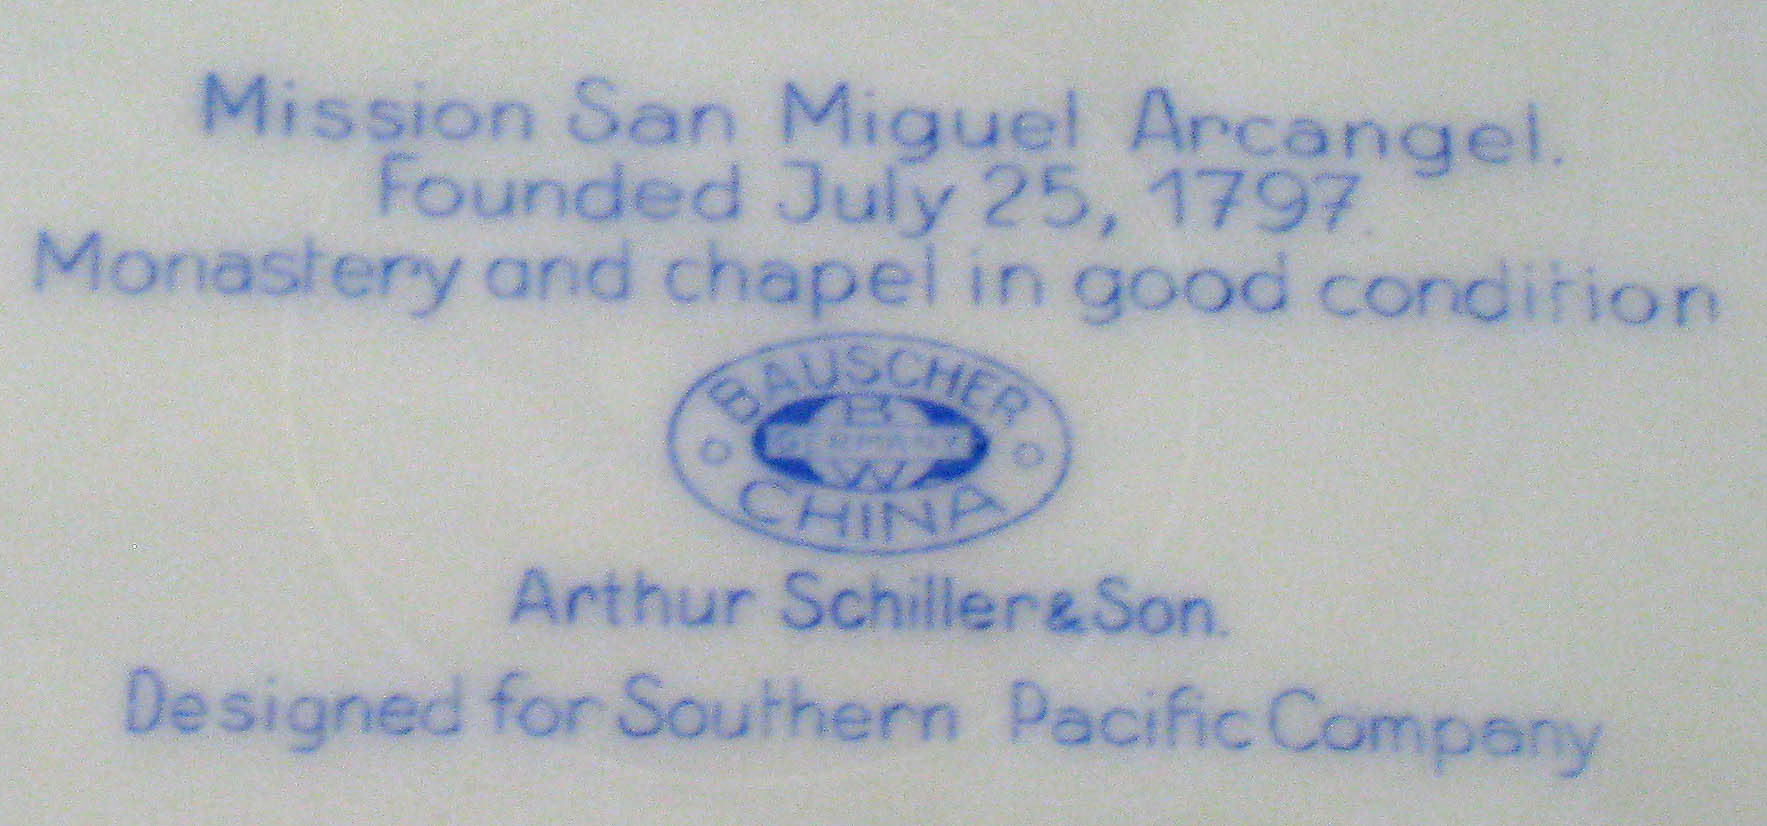 Mission San Miguel Arcangel.
Founded July 25, 1797.
Monastery and chapel in good condition
BAUSCHER
B
GERMANY
W
CHINA
Arthur Schiller & Son.
Designed for Southern Pacific Company